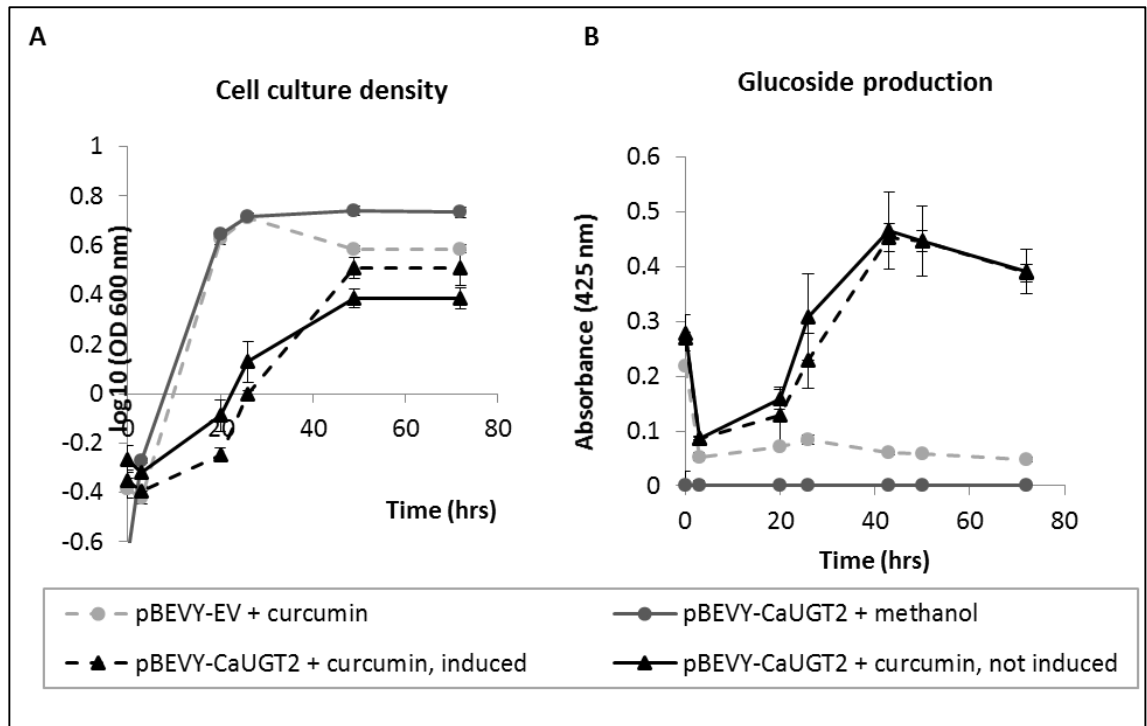 A
B
Cell culture density
Glucoside production
log10 (OD 600 nm)
1
0.8
0.6
0.4
0.2
0
-0.2
-0.4
-0.6
0
20
40
60
80
Time (hrs)
Absorbance (425 nm)
0.6
0.5
0.4
0.3
0.2
0.1
0
0
20
40
60
80
Time (hrs)
pBEVY-EV + curcumin
pBEVY-CaUGT2 + methanol
pBEVY-CaUGT2 + curcumin, induced
pBEVY-CaUGT2 + curcumin, not induced